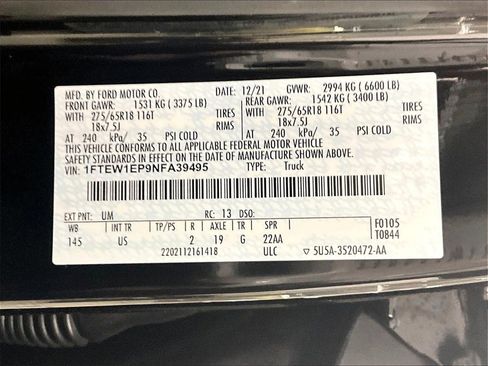 MFD. BY FORD MOTOR CO. DATE: 12/21 GVWR: 2994 KG (6600 LB)
FRONT GAWR: 1531 KG (3375 LB) REAR GAWR: 1542 KG (3400 LB)
WITH 275/65R18 116T TIRES WITH 275/65R18 116T TIRES
18x7.5J 18x7.5J
AT 240 kPa/ 35 PSI COLD AT 240 kPa/ 35 PSI COLD
THIS VEHICLE CONFORMS TO ALL APPLICABLE FEDERAL MOTOR VEHICLE
SAFETY STANDARDS IN EFFECT ON THE DATE OF MANUFACTURE SHOWN ABOVE.
VIN: 1FTEW1EP9NFA39495 TYPE: Truck
EXT PNT: UM RC: 13 DSO:
WB INT TR TP/PS R AXLE TR SPR F0105
145 US 2 19 G 22AA T0844
2202112161418 ULC ▽ 5U5A-3520472-AA